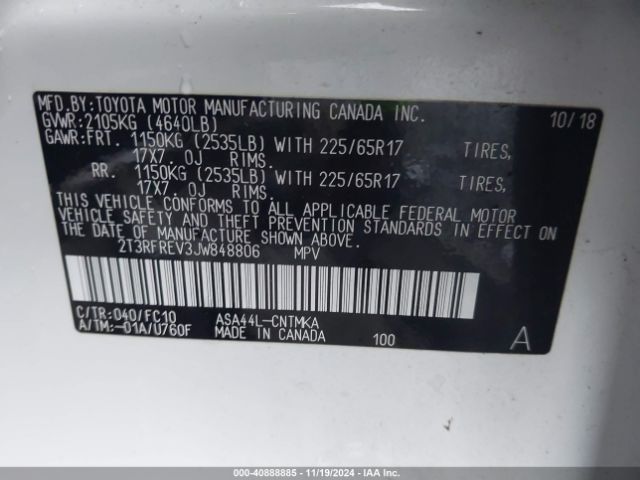 MFD.BY:TOYOTA MOTOR MANUFACTURING CANADA INC. 10/18
GVWR:2105KG (4640LB)
GAWR:FRT. 1150KG (2535LB) WITH 225/65R17 TIRES,
17X7. 0J RIMS.
RR. 1150KG (2535LB) WITH 225/65R17 TIRES,
17X7. 0J RIMS.
THIS VEHICLE CONFORMS TO ALL APPLICABLE FEDERAL MOTOR
VEHICLE SAFETY AND THEFT PREVENTION STANDARDS IN EFFECT ON
THE DATE OF MANUFACTURE SHOWN ABOVE.
2T3RFREV3JW848806 MPV
C/TR:040/FC10 ASA44L-CNTMKA
A/TM:-01A/U760F MADE IN CANADA 100 A
000-40888885 - 11/19/2024 - IAAI.com